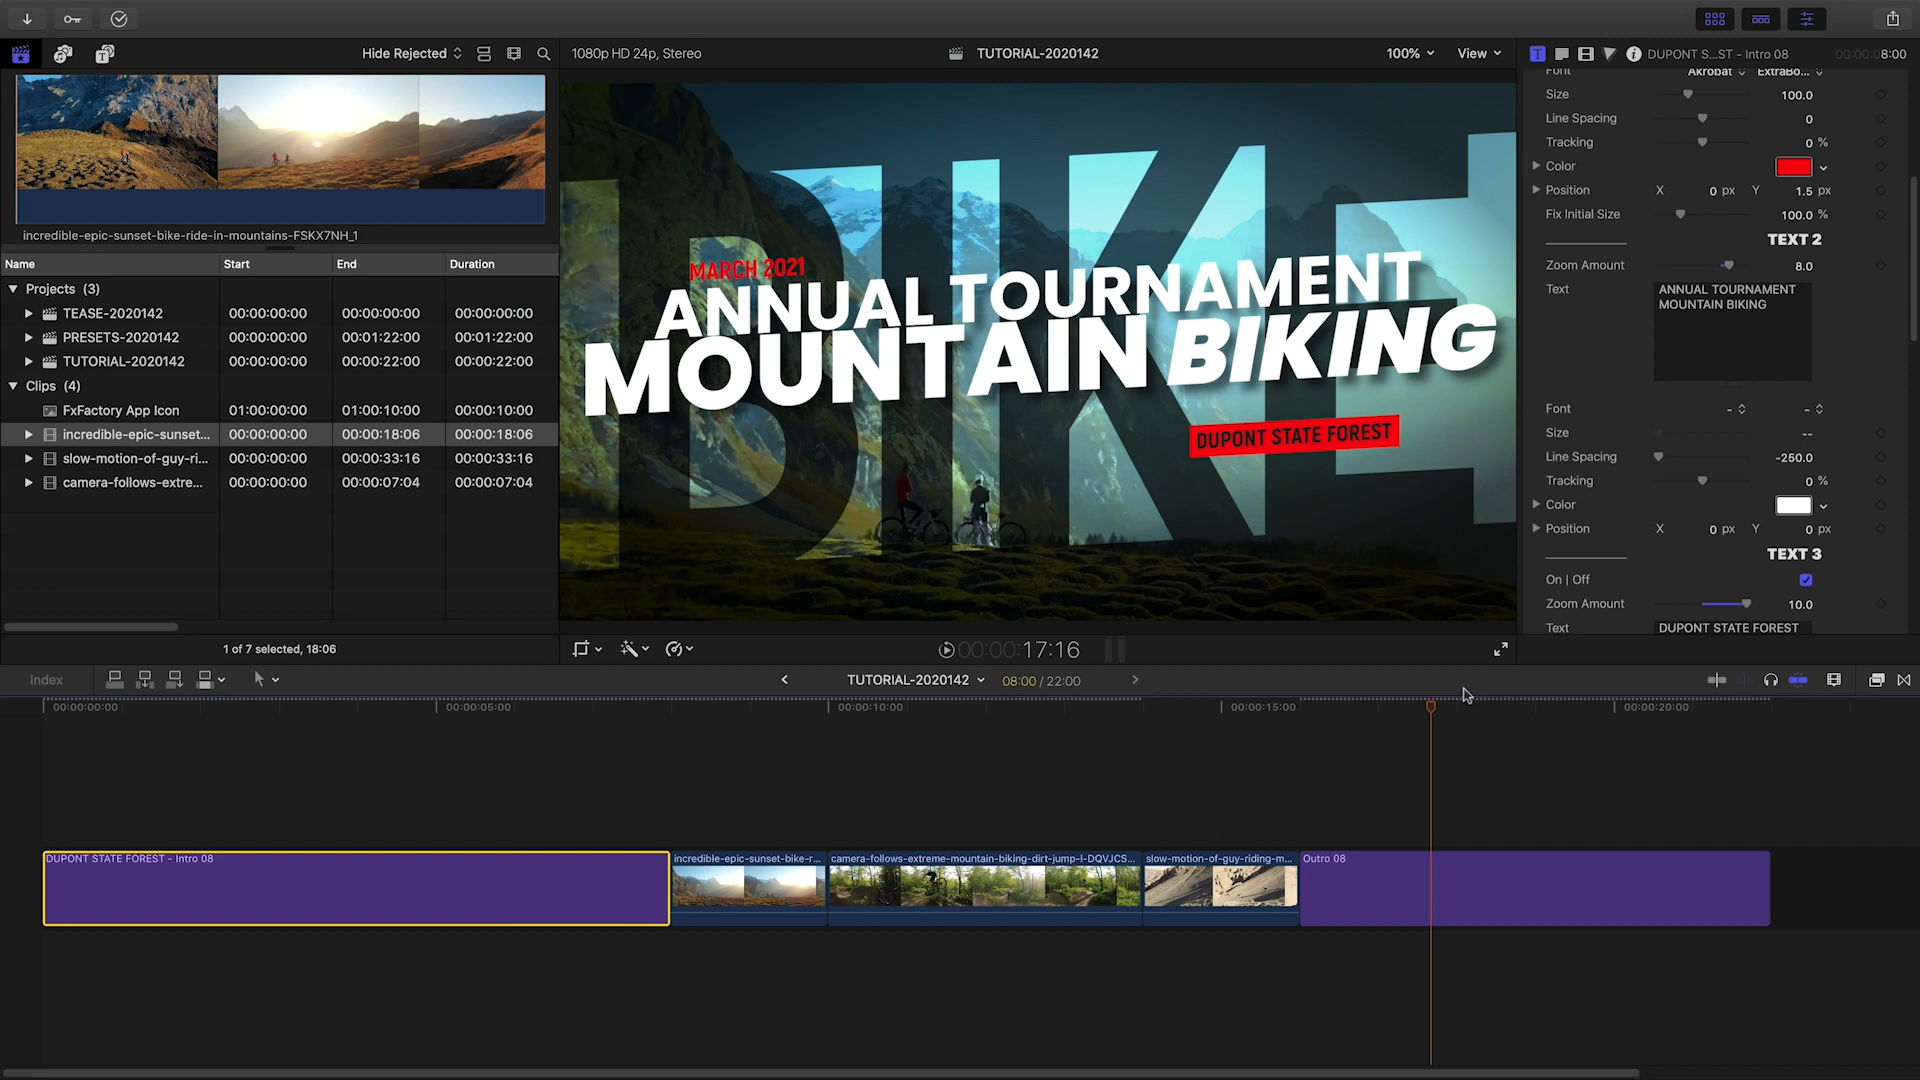 Hide Rejected
1080p HD 24p, Stereo
TUTORIAL-2020142
100%
View
T
DUPONT S...ST - Intro 08
00:00:08:00
incredible-epic-sunset-bike-ride-in-mountains-FSKX7NH_1
Name
Start
End
Duration
Projects (3)
TEASE-2020142
00:00:00:00
00:00:00:00
00:00:00:00
PRESETS-2020142
00:00:00:00
00:01:22:00
00:01:22:00
TUTORIAL-2020142
00:00:00:00
00:00:22:00
00:00:22:00
Clips (4)
FxFactory App Icon
01:00:00:00
01:00:10:00
00:00:10:00
incredible-epic-sunset...
00:00:00:00
00:00:18:06
00:00:18:06
slow-motion-of-guy-ri...
00:00:00:00
00:00:33:16
00:00:33:16
camera-follows-extre...
00:00:00:00
00:00:07:04
00:00:07:04
1 of 7 selected, 18:06
BIKE
MARCH 2021
ANNUAL TOURNAMENT
MOUNTAIN BIKING
DUPONT STATE FOREST
00:00:00:17:16
Font
Akrobat
ExtraBo...
Size
100.0
Line Spacing
0
Tracking
0 %
Color
Position
X
0 px
Y
1.5 px
Fix Initial Size
100.0 %
TEXT 2
Zoom Amount
8.0
Text
ANNUAL TOURNAMENT
MOUNTAIN BIKING
Font
-
-
Size
--
Line Spacing
-250.0
Tracking
0 %
Color
Position
X
0 px
Y
0 px
TEXT 3
On | Off
Zoom Amount
10.0
Text
DUPONT STATE FOREST
Index
TUTORIAL-2020142
08:00 / 22:00
00:00:00:00
00:00:05:00
00:00:10:00
00:00:15:00
00:00:20:00
DUPONT STATE FOREST - Intro 08
incredible-epic-sunset-bike-r...
camera-follows-extreme-mountain-biking-dirt-jump-l-DQVJCS...
slow-motion-of-guy-riding-m...
Outro 08